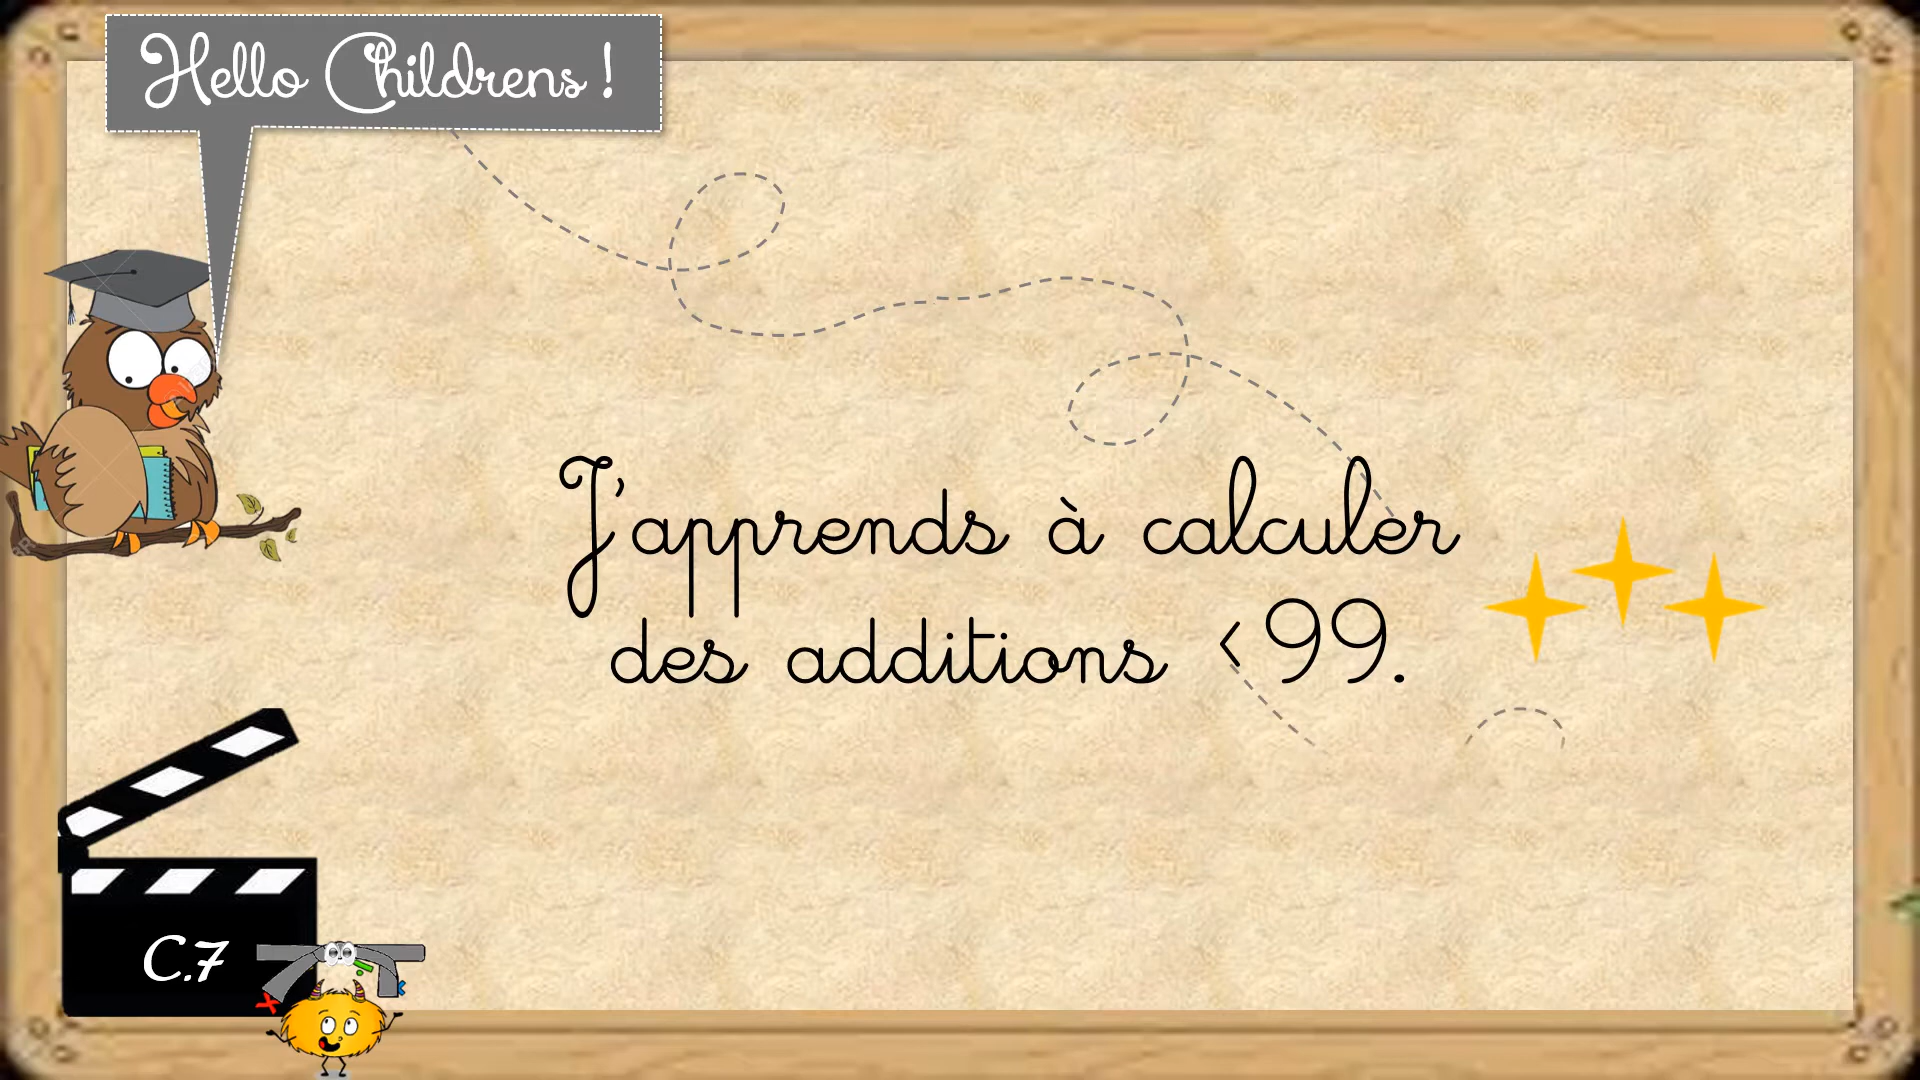 Hello Childrens !
J'apprends à calculer
des additions <99.
C.7